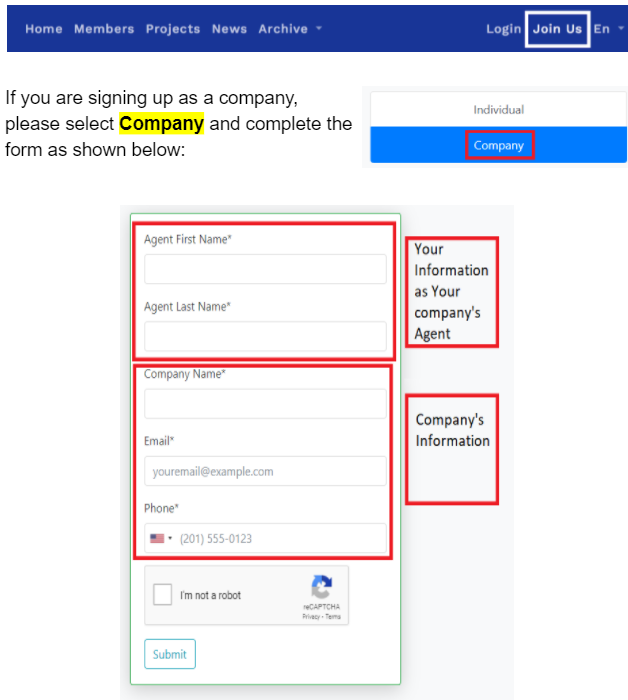 Home Members Projects News Archive Login Join Us En
If you are signing up as a company,
please select Company and complete the
form as shown below:
Individual
Company
Agent First Name*
Agent Last Name*
Your
Information
as Your
company's
Agent
Company Name*
Email*
youremail@example.com
Phone*
(201) 555-0123
Company's
Information
I'm not a robot
reCAPTCHA
Privacy - Terms
Submit